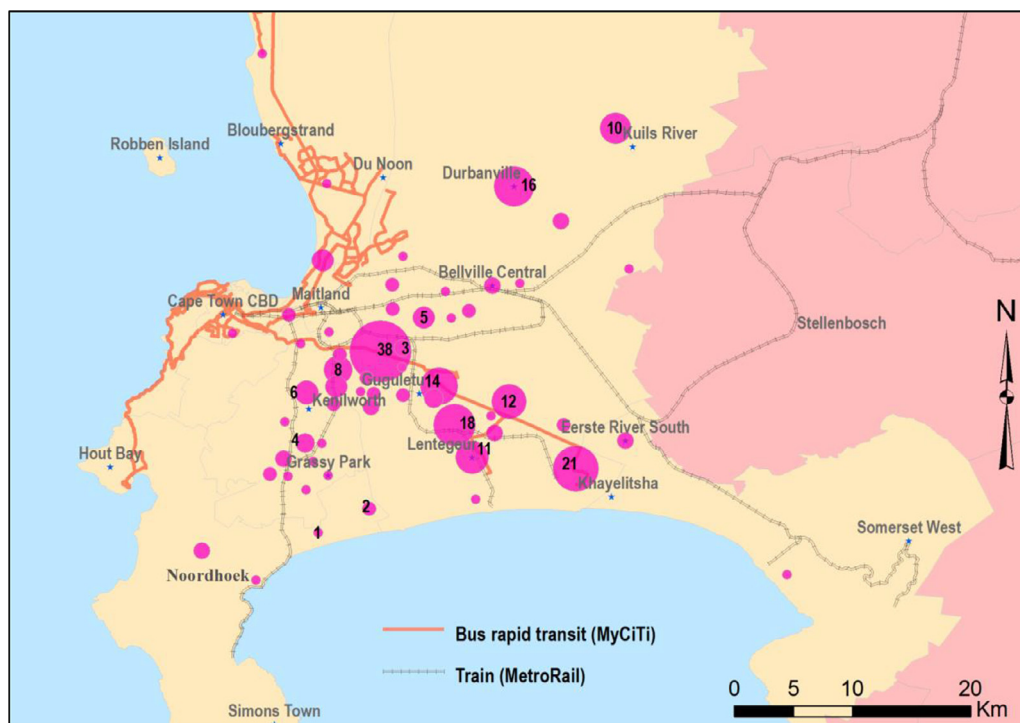 10
Kuils River
Bloubergstrand
Robben Island
Du Noon
Durbanville
16
Bellville Central
Maitland
Cape Town CBD
5
Stellenbosch
N
38
3
8
Guguletu
14
6
Kenilworth
12
18
Eerste River South
4
Lentegeur
11
Hout Bay
Grassy Park
21
Khayelitsha
2
1
Somerset West
Noordhoek
Bus rapid transit (MyCiTi)
Train (MetroRail)
0 5 10 20
Km
Simons Town